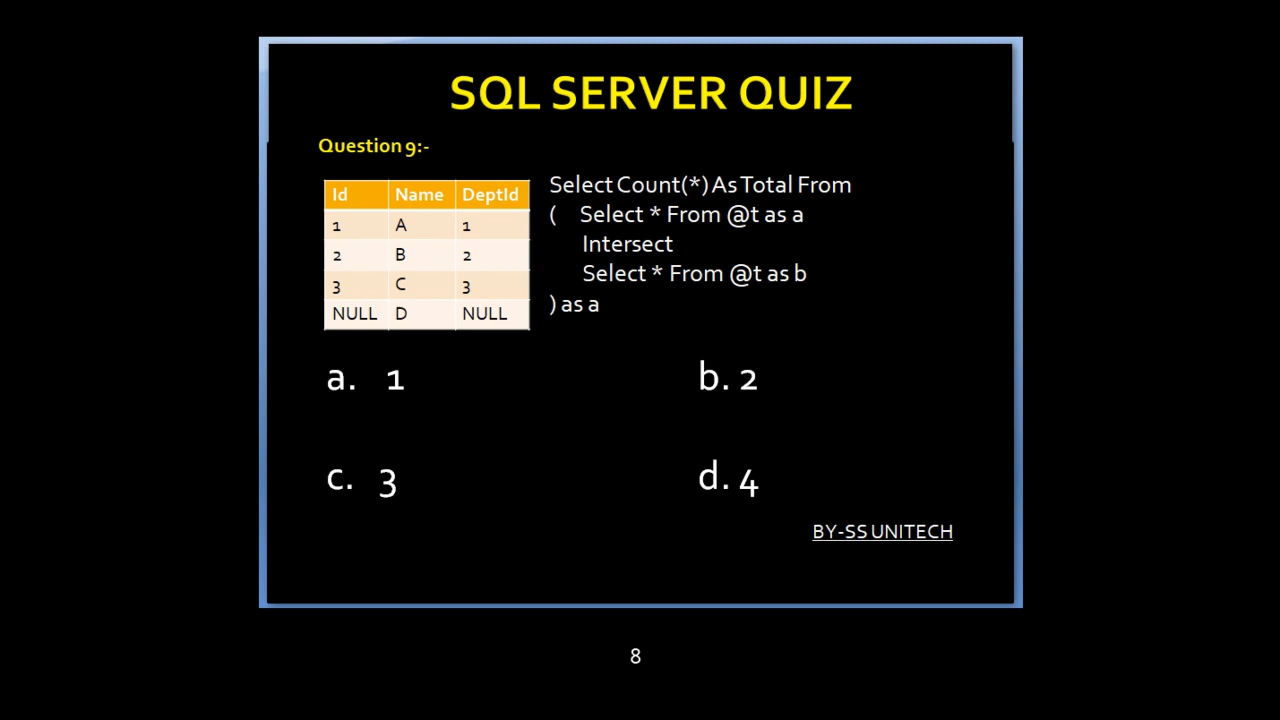 SQL SERVER QUIZ
Question 9:-
Id Name DeptId
1 A 1
2 B 2
3 C 3
NULL D NULL
Select Count(*) As Total From
( Select * From @t as a
Intersect
Select * From @t as b
) as a
a. 1
b. 2
c. 3
d. 4
BY-SS UNITECH
8